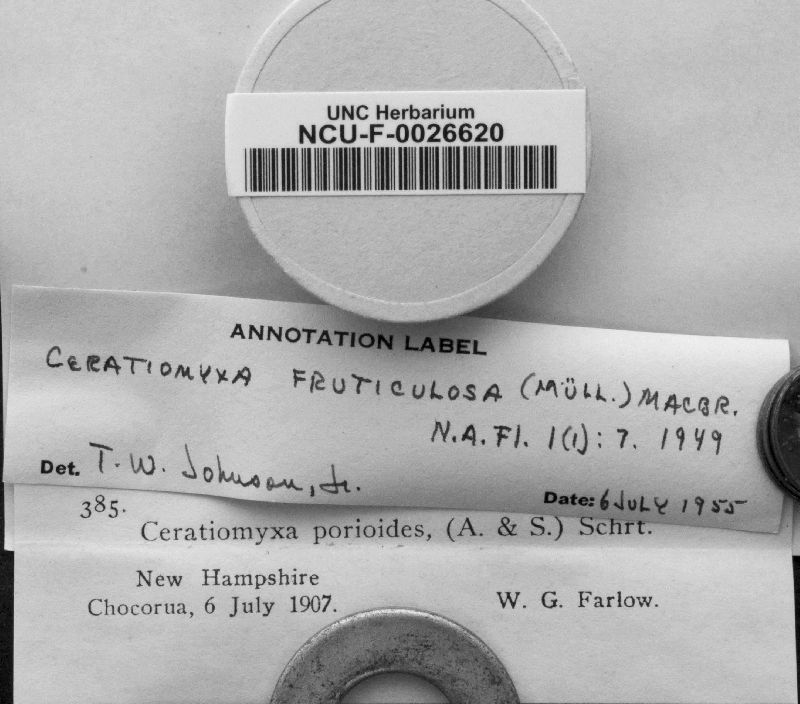 UNC Herbarium
NCU-F-0026620
ANNOTATION LABEL
CERATIOMYXA FRUTICULOSA (MÜLL.) MACBR.
N.A.Fl. 1(1): 7. 1949
Det. T. W. Johnson, Jr.
Date: 6 JULY 1955
385.
Ceratiomyxa porioides, (A. & S.) Schrt.
New Hampshire
Chocorua, 6 July 1907.
W. G. Farlow.